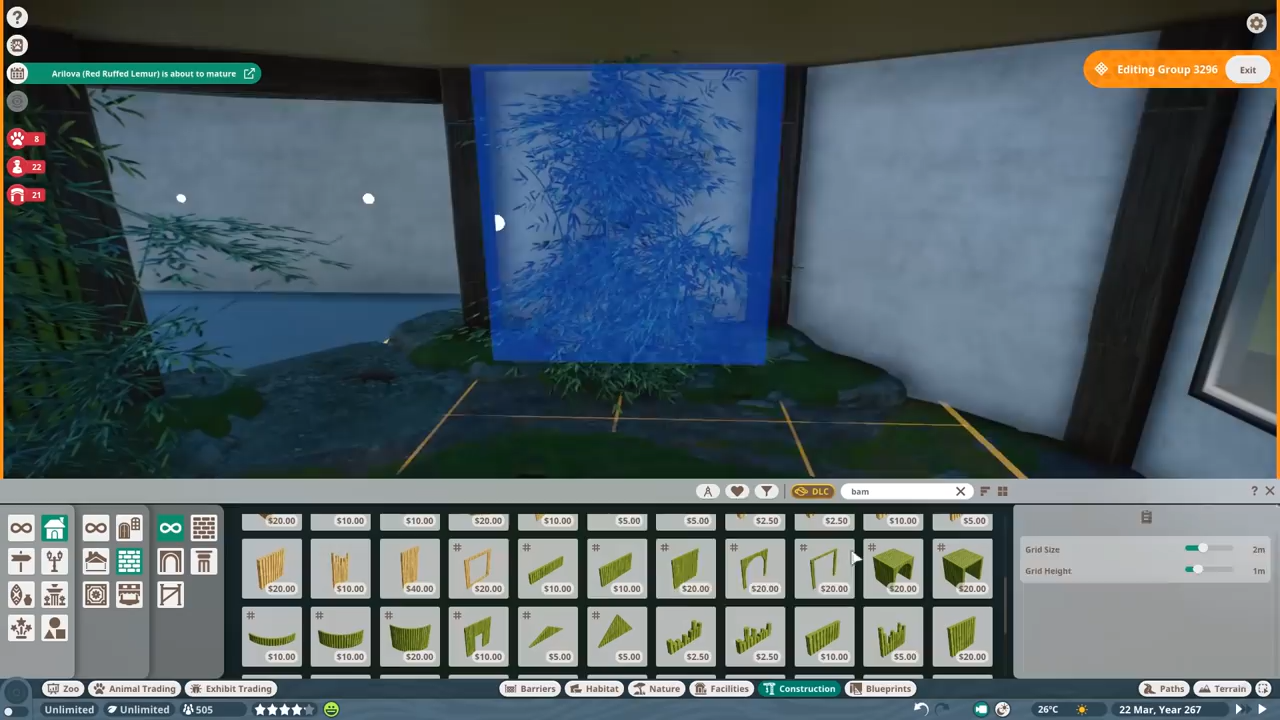 ?
Arilova (Red Ruffed Lemur) is about to mature
8
22
21
Editing Group 3296
Exit
DLC
bam
?
$20.00 $10.00 $10.00 $20.00 $10.00 $5.00 $5.00 $2.50 $2.50 $10.00 $5.00
$20.00 $10.00 $40.00 $20.00 $10.00 $10.00 $20.00 $20.00 $20.00 $20.00 $20.00
$10.00 $10.00 $20.00 $10.00 $5.00 $5.00 $2.50 $2.50 $10.00 $5.00 $20.00
Grid Size 2m
Grid Height 1m
Zoo Animal Trading Exhibit Trading Barriers Habitat Nature Facilities Construction Blueprints Paths Terrain
Unlimited Unlimited 505 26°C 22 Mar, Year 267